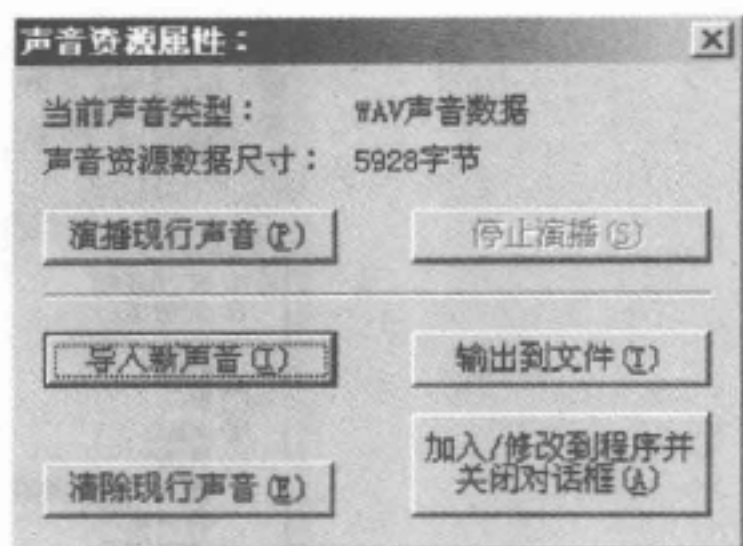 声音资源属性：
当前声音类型： WAV声音数据
声音资源数据尺寸： 5928字节
演播现行声音(P) 停止演播(S)
导入新声音(I) 输出到文件(T)
加入/修改到程序并
关闭对话框(A)
清除现行声音(E)